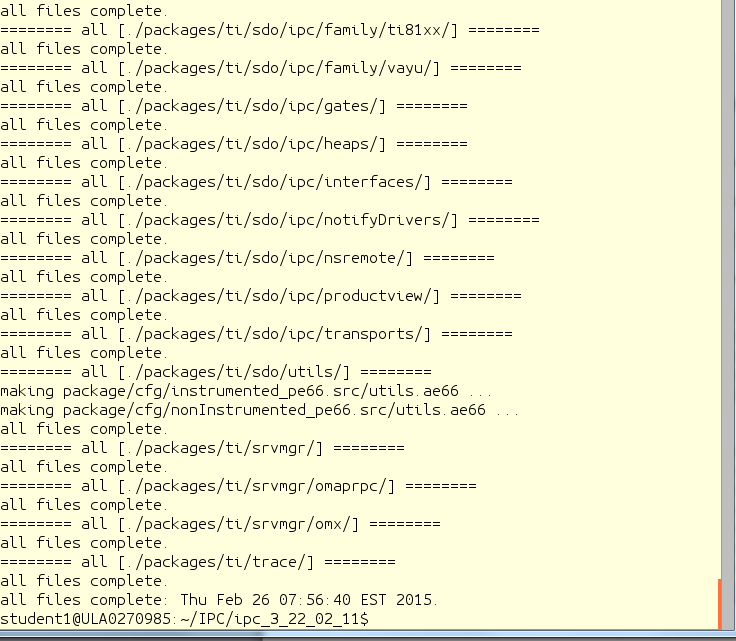 all files complete.
======== all [./packages/ti/sdo/ipc/family/ti81xx/] ========
all files complete.
======== all [./packages/ti/sdo/ipc/family/vayu/] ========
all files complete.
======== all [./packages/ti/sdo/ipc/gates/] ========
all files complete.
======== all [./packages/ti/sdo/ipc/heaps/] ========
all files complete.
======== all [./packages/ti/sdo/ipc/interfaces/] ========
all files complete.
======== all [./packages/ti/sdo/ipc/notifyDrivers/] ========
all files complete.
======== all [./packages/ti/sdo/ipc/nsremote/] ========
all files complete.
======== all [./packages/ti/sdo/ipc/productview/] ========
all files complete.
======== all [./packages/ti/sdo/ipc/transports/] ========
all files complete.
======== all [./packages/ti/sdo/utils/] ========
making package/cfg/instrumented_pe66.src/utils.ae66 ...
making package/cfg/nonInstrumented_pe66.src/utils.ae66 ...
all files complete.
======== all [./packages/ti/srvmgr/] ========
all files complete.
======== all [./packages/ti/srvmgr/omaprpc/] ========
all files complete.
======== all [./packages/ti/srvmgr/omx/] ========
all files complete.
======== all [./packages/ti/trace/] ========
all files complete.
all files complete: Thu Feb 26 07:56:40 EST 2015.
student1@ULA0270985:~/IPC/ipc_3_22_02_11$